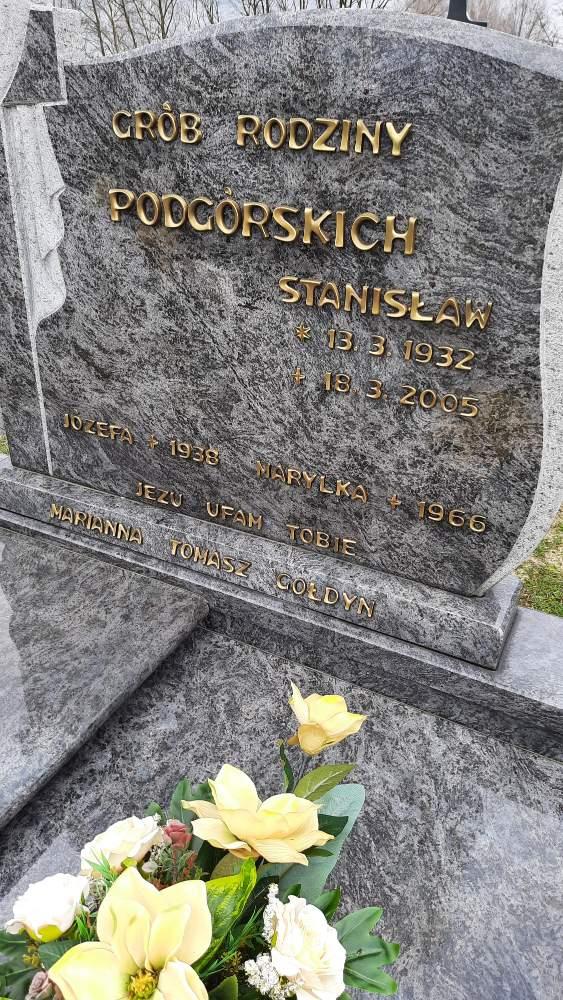 GRÓB RODZINY
PODGÓRSKICH
STANISŁAW
* 13.3.1932
+ 18.3.2005
JÓZEFA + 1938 MARYLKA + 1966
JEZU UFAM TOBIE
MARIANNA TOMASZ GOŁDYN